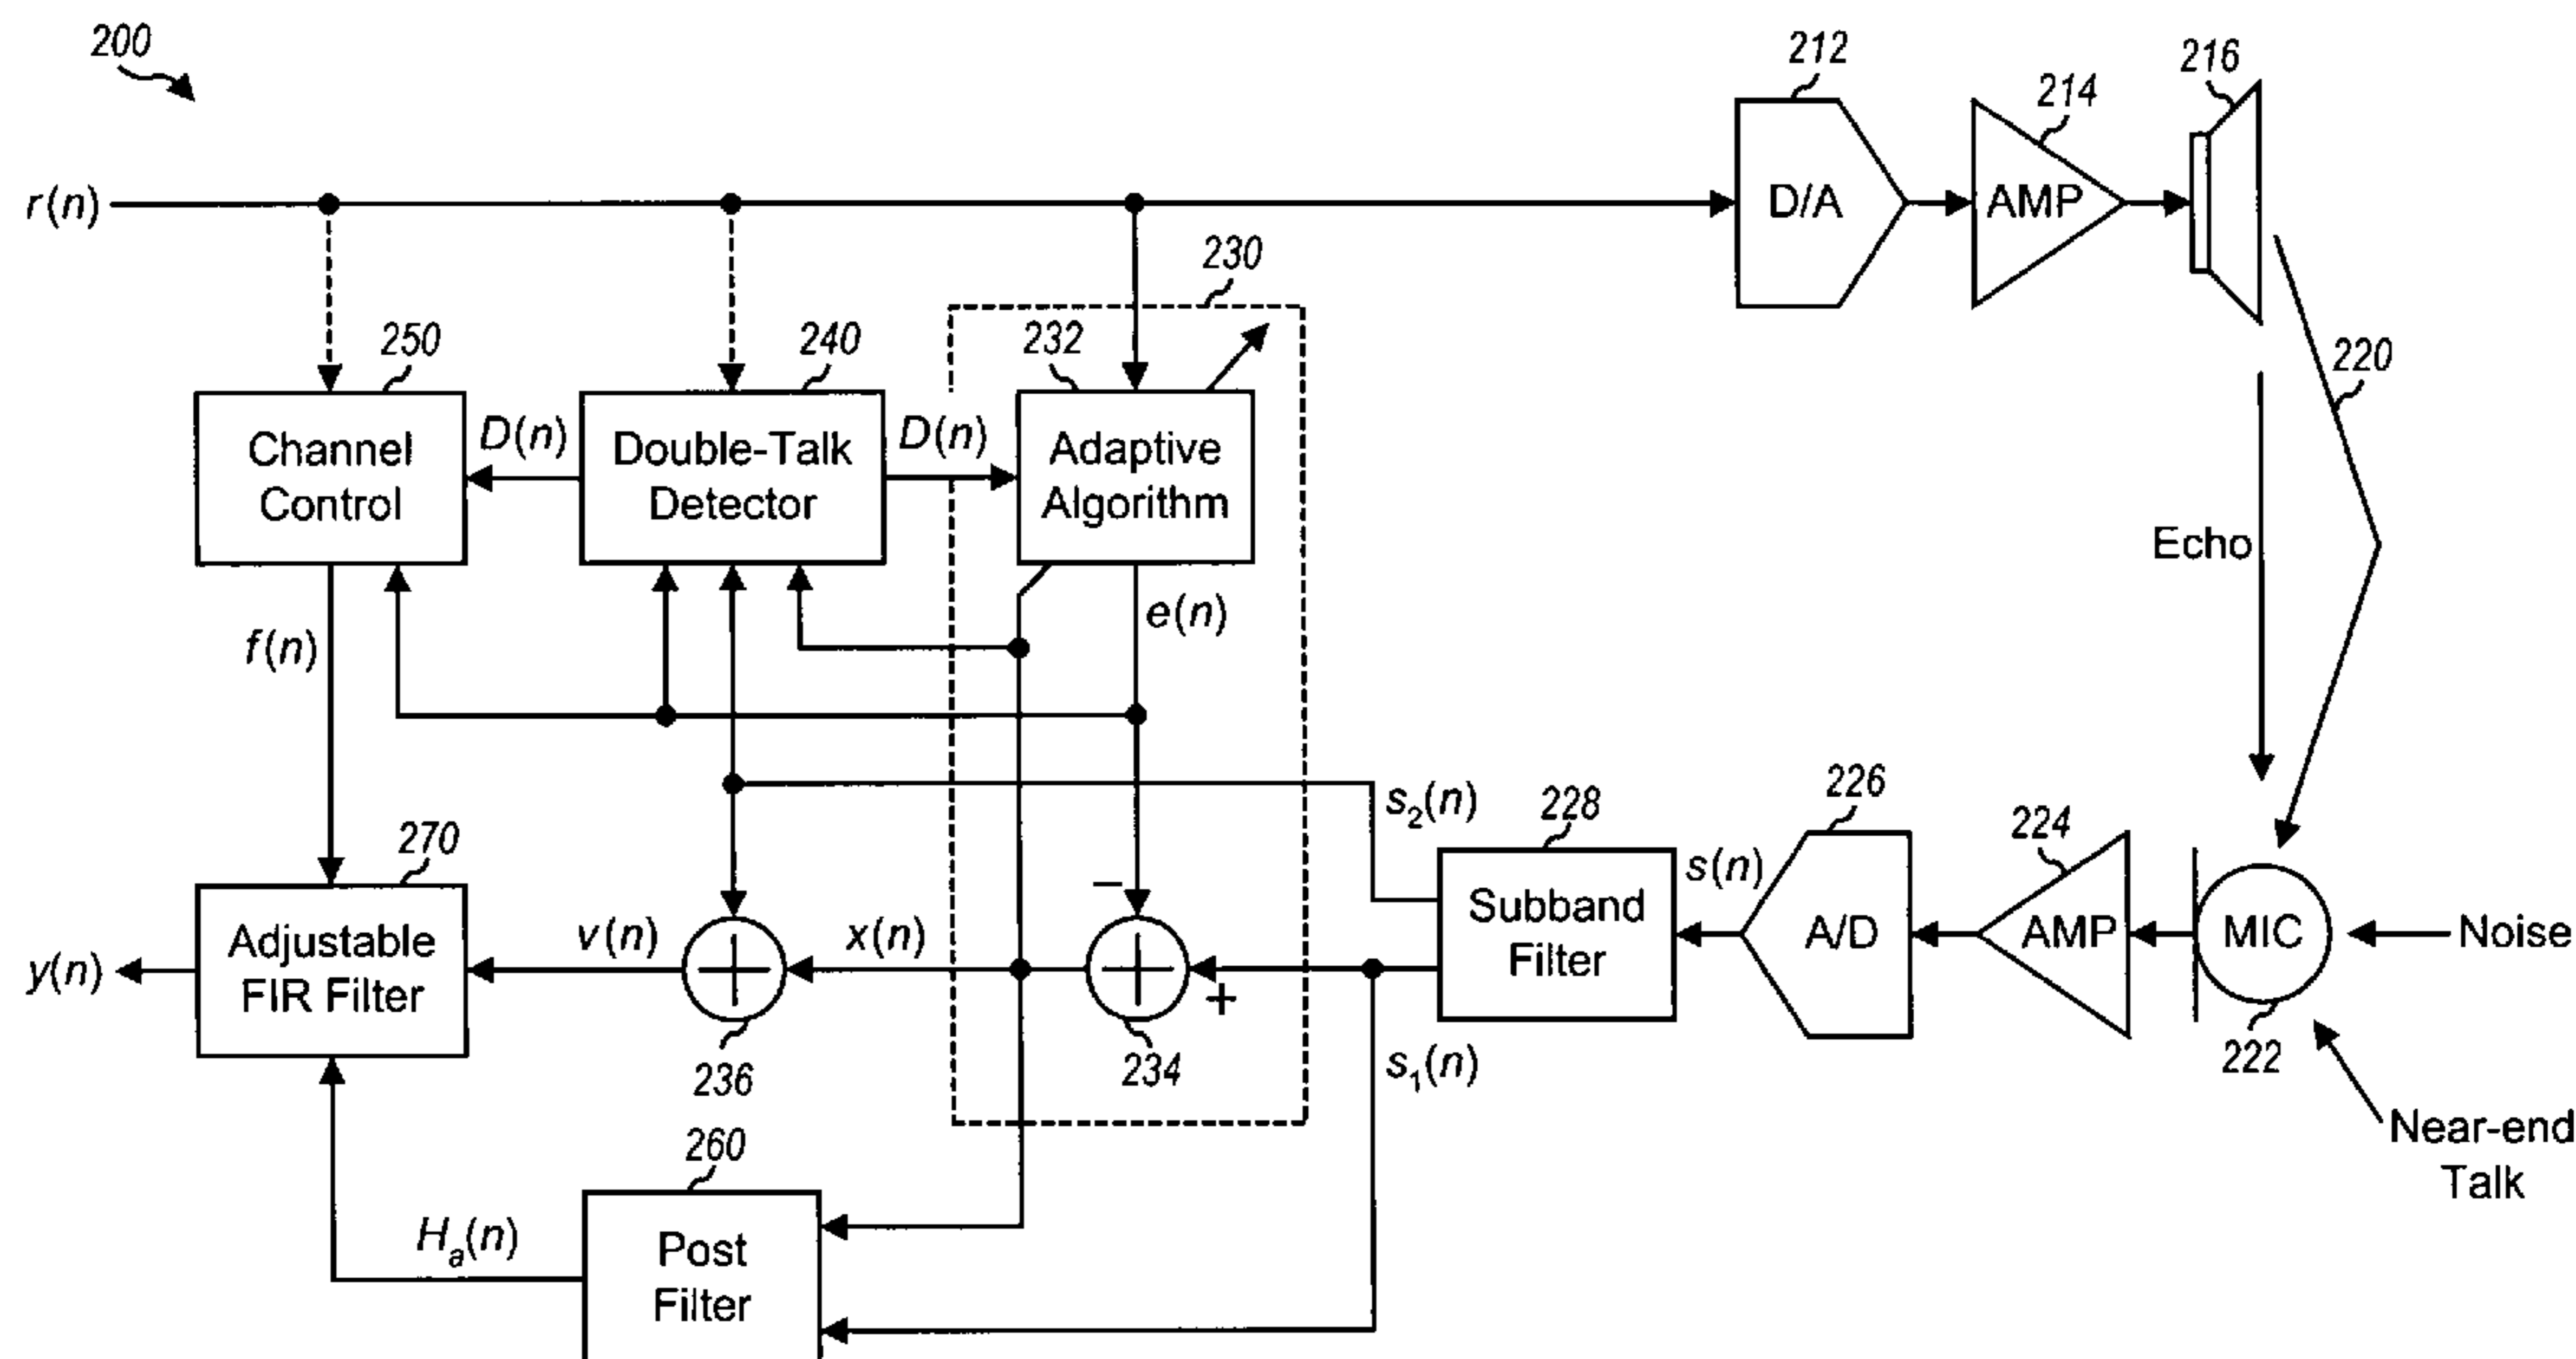 200
212
214
216
r(n)
D/A
AMP
230
250
240
232
220
Channel
Control
D(n)
Double-Talk
Detector
D(n)
Adaptive
Algorithm
Echo
f(n)
e(n)
s₂(n)
228
226
224
270
–
Adjustable
FIR Filter
y(n)
v(n)
x(n)
+
Subband
Filter
s(n)
A/D
AMP
MIC
Noise
236
234
s₁(n)
222
Near-end
Talk
260
Hₐ(n)
Post
Filter